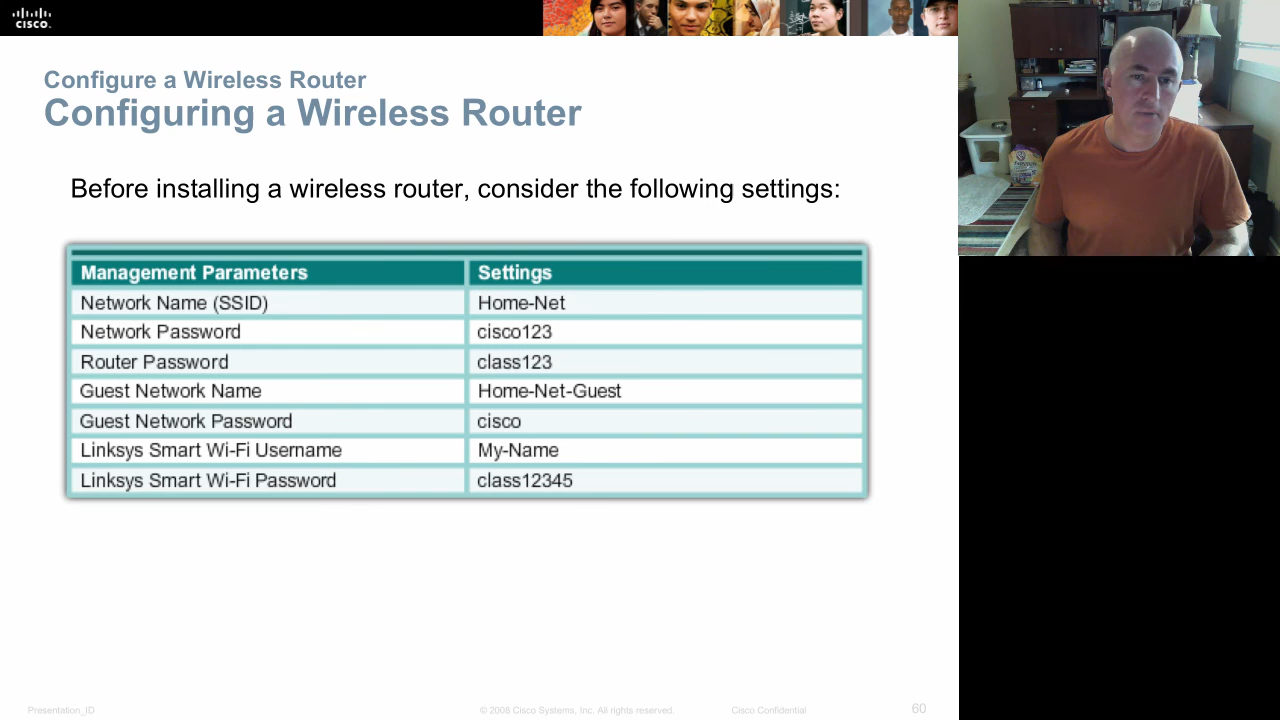 CISCO.
Configure a Wireless Router
Configuring a Wireless Router
Before installing a wireless router, consider the following settings:
Management Parameters Settings
Network Name (SSID) Home-Net
Network Password cisco123
Router Password class123
Guest Network Name Home-Net-Guest
Guest Network Password cisco
Linksys Smart Wi-Fi Username My-Name
Linksys Smart Wi-Fi Password class12345
Presentation_ID © 2008 Cisco Systems, Inc. All rights reserved. Cisco Confidential 60